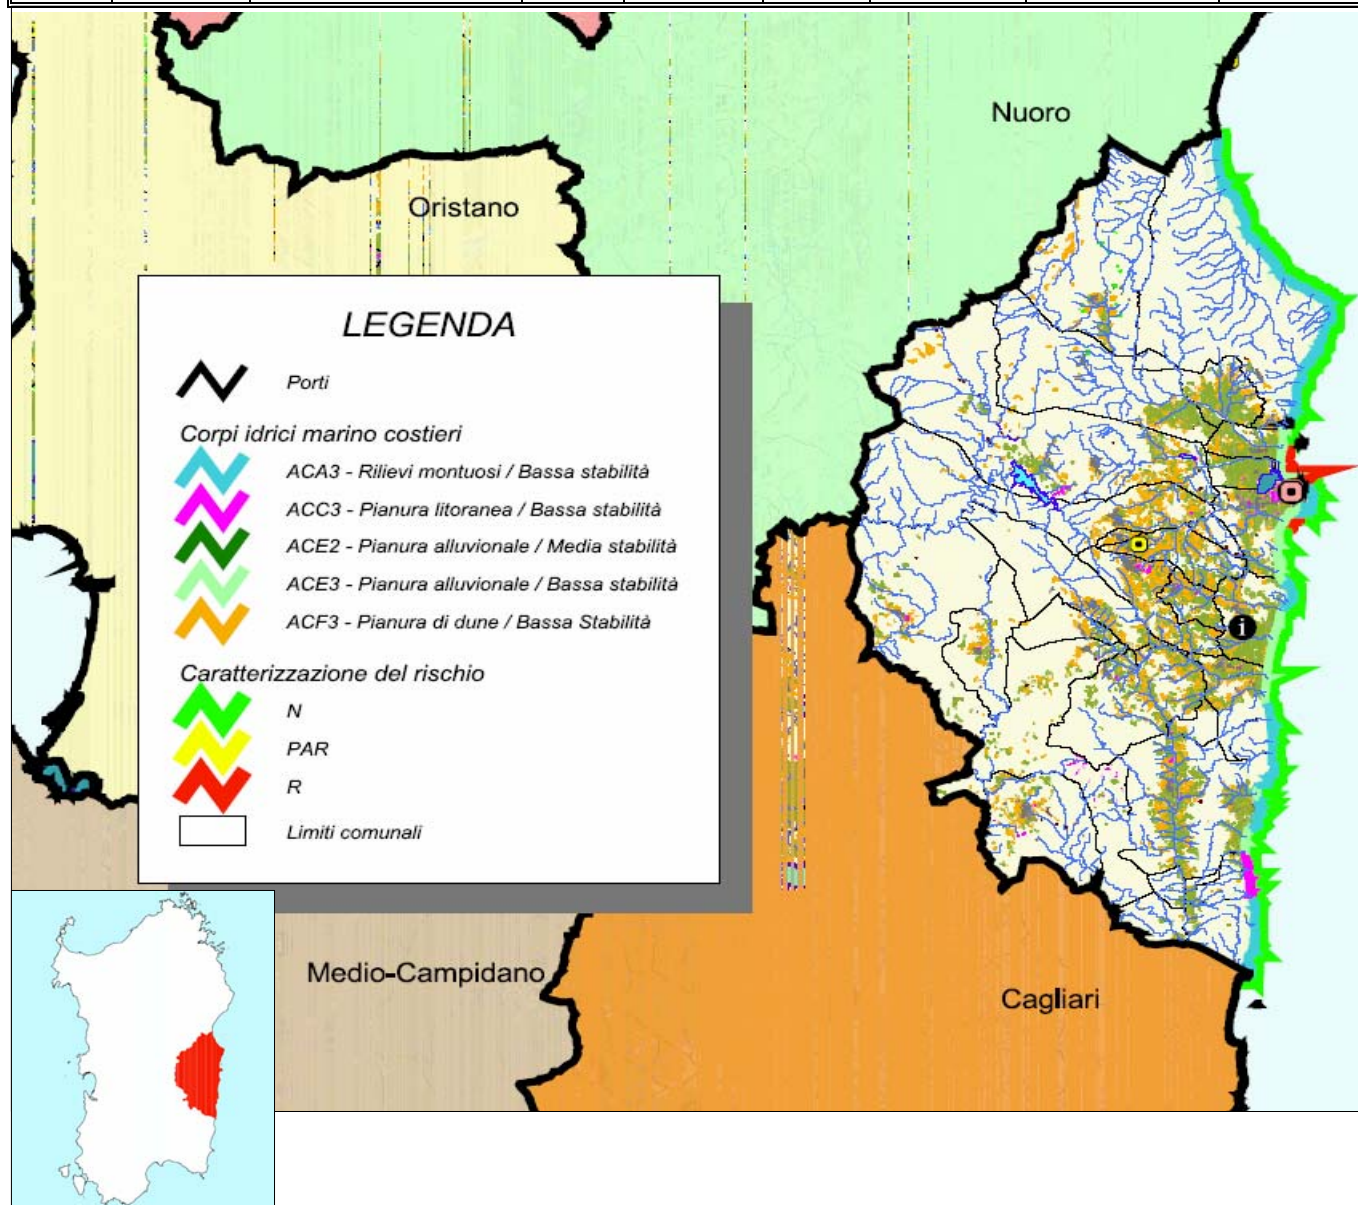 Nuoro
Oristano
LEGENDA
Porti
Corpi idrici marino costieri
ACA3 - Rilievi montuosi / Bassa stabilità
ACC3 - Pianura litoranea / Bassa stabilità
ACE2 - Pianura alluvionale / Media stabilità
ACE3 - Pianura alluvionale / Bassa stabilità
ACF3 - Pianura di dune / Bassa Stabilità
Caratterizzazione del rischio
N
PAR
R
Limiti comunali
i
Medio-Campidano
Cagliari